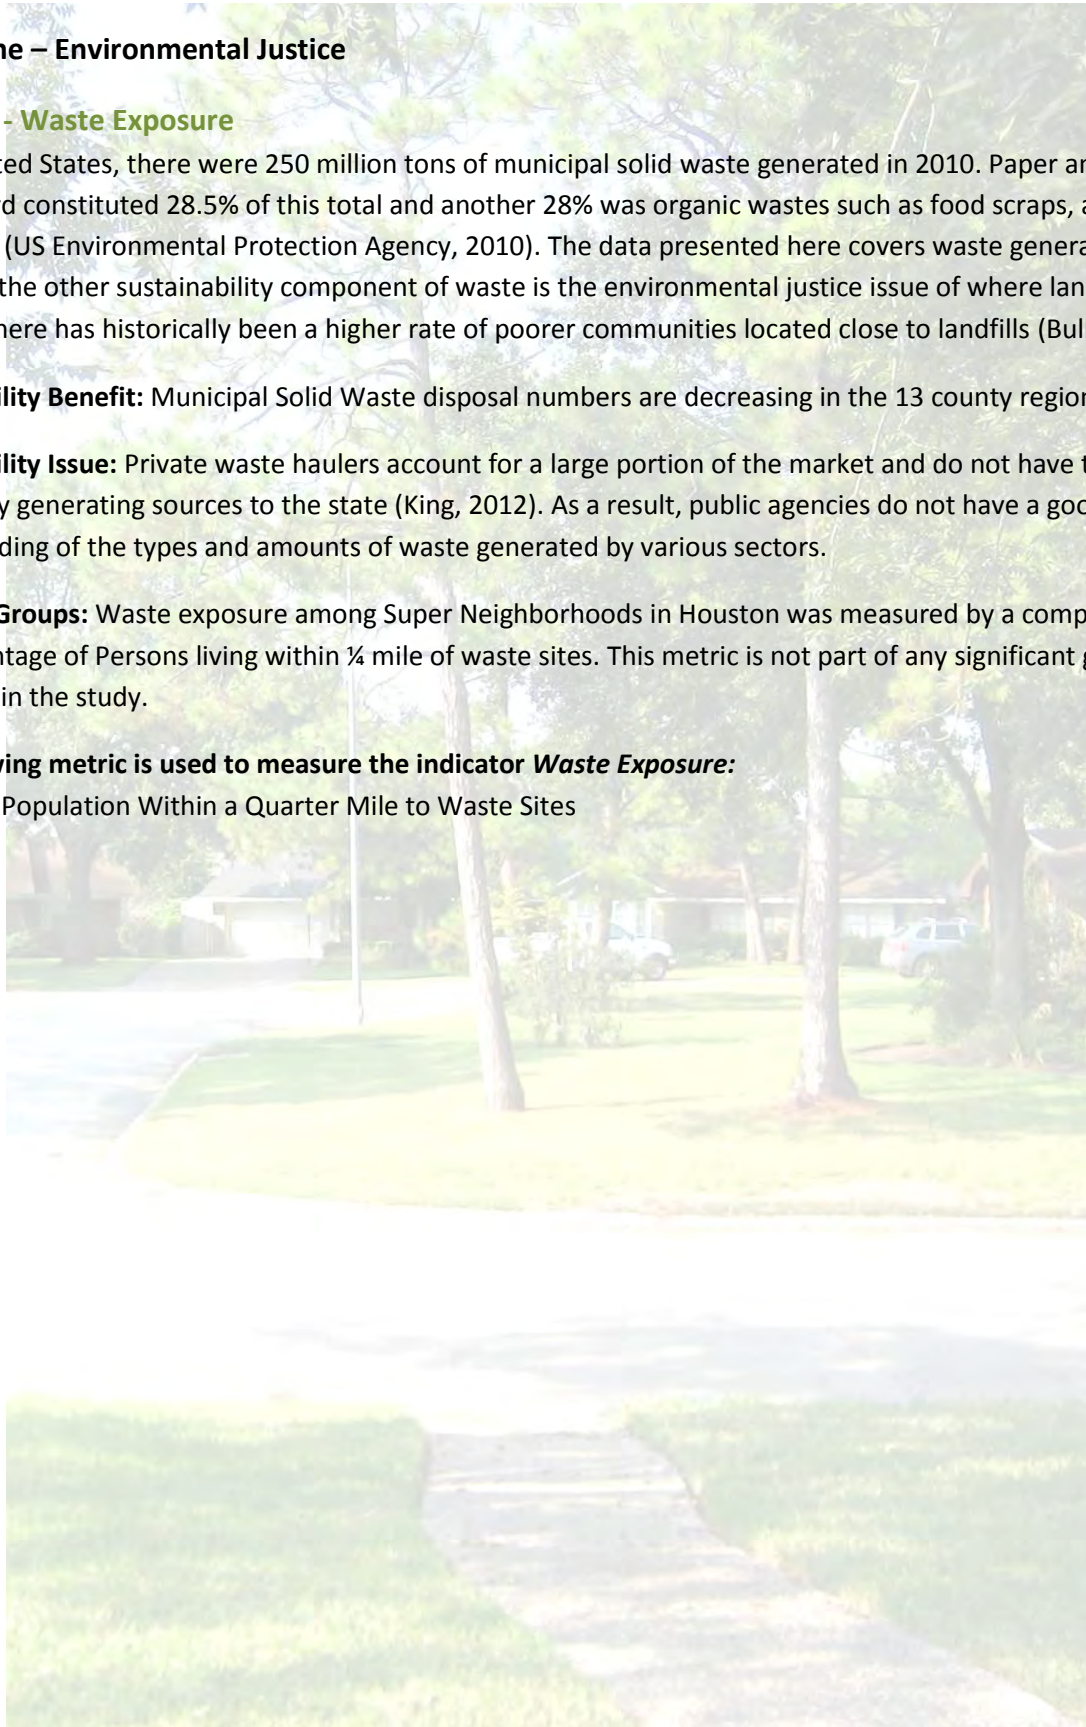 ne – Environmental Justice
- Waste Exposure
ted States, there were 250 million tons of municipal solid waste generated in 2010. Paper an
d constituted 28.5% of this total and another 28% was organic wastes such as food scraps, a
(US Environmental Protection Agency, 2010). The data presented here covers waste genera
the other sustainability component of waste is the environmental justice issue of where lan
here has historically been a higher rate of poorer communities located close to landfills (Bul
ility Benefit: Municipal Solid Waste disposal numbers are decreasing in the 13 county region
ility Issue: Private waste haulers account for a large portion of the market and do not have t
y generating sources to the state (King, 2012). As a result, public agencies do not have a goo
ding of the types and amounts of waste generated by various sectors.
Groups: Waste exposure among Super Neighborhoods in Houston was measured by a comp
ntage of Persons living within ¼ mile of waste sites. This metric is not part of any significant g
in the study.
ving metric is used to measure the indicator Waste Exposure:
Population Within a Quarter Mile to Waste Sites